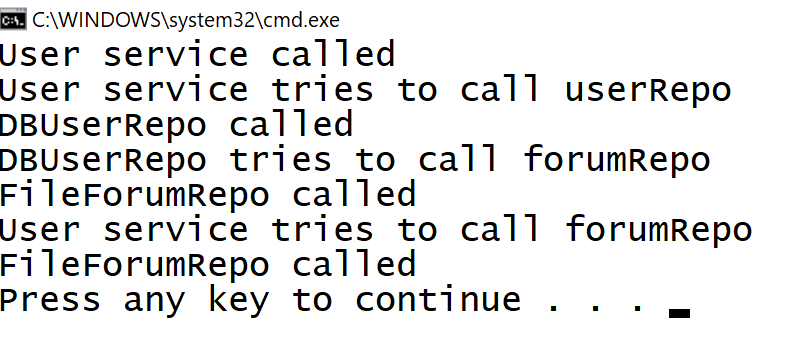 C:\WINDOWS\system32\cmd.exe
User service called
User service tries to call userRepo
DBUserRepo called
DBUserRepo tries to call forumRepo
FileForumRepo called
User service tries to call forumRepo
FileForumRepo called
Press any key to continue . . .